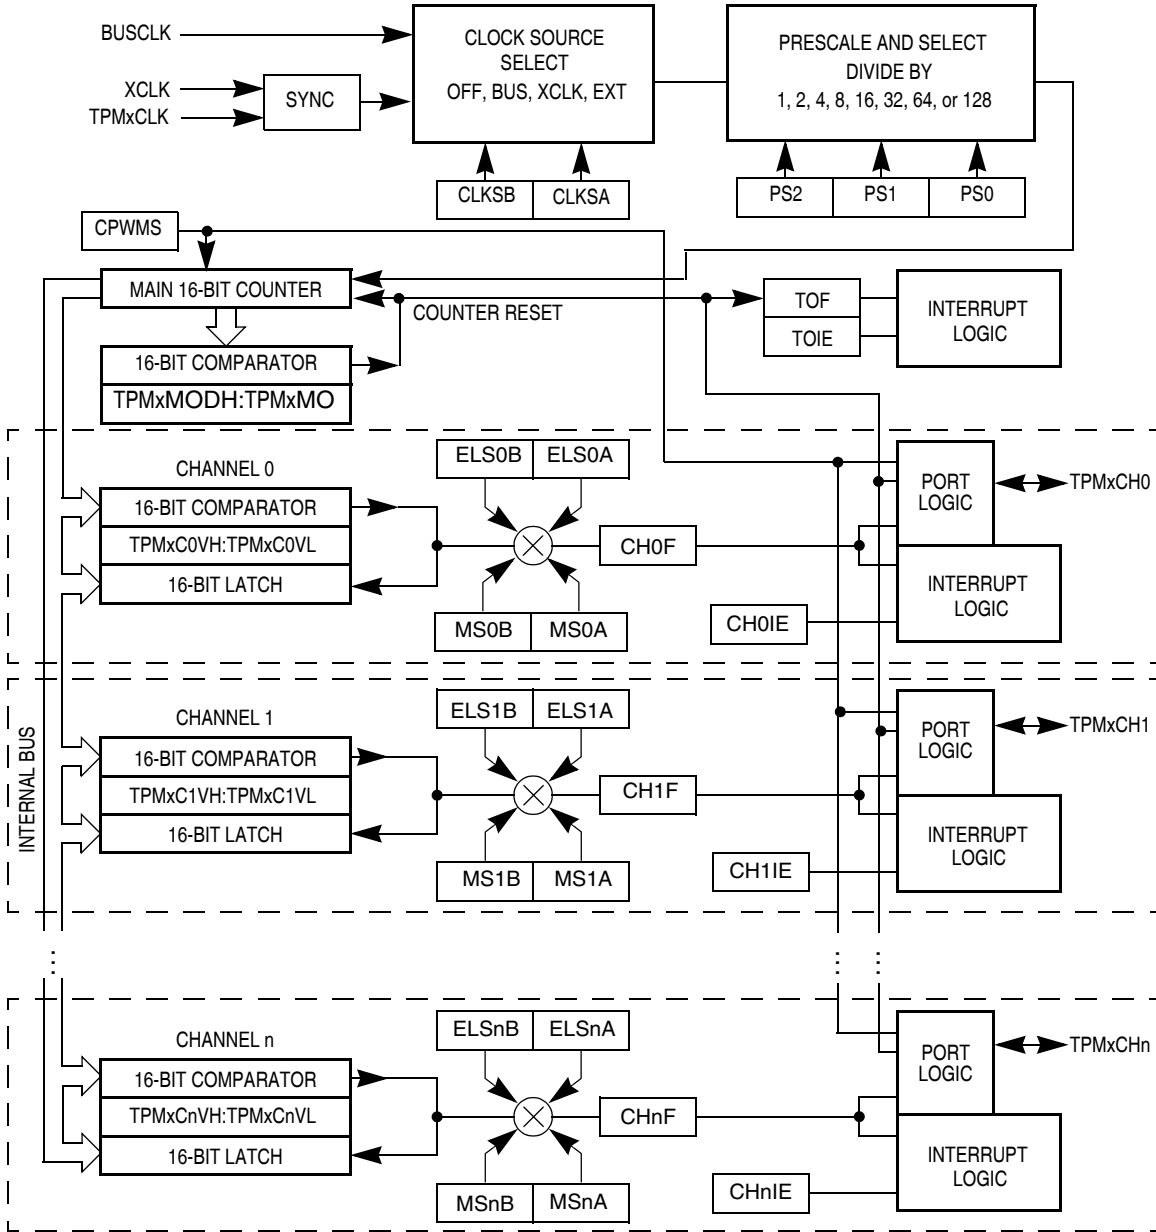 BUSCLK
XCLK
TPMxCLK
SYNC
CLOCK SOURCE
SELECT
OFF, BUS, XCLK, EXT
PRESCALE AND SELECT
DIVIDE BY
1, 2, 4, 8, 16, 32, 64, or 128
CLKSB
CLKSA
PS2
PS1
PS0
CPWMS
MAIN 16-BIT COUNTER
COUNTER RESET
TOF
TOIE
INTERRUPT
LOGIC
16-BIT COMPARATOR
TPMxMODH:TPMxMO
CHANNEL 0
ELS0B
ELS0A
16-BIT COMPARATOR
TPMxC0VH:TPMxC0VL
16-BIT LATCH
CH0F
MS0B
MS0A
CH0IE
PORT
LOGIC
TPMxCH0
INTERRUPT
LOGIC
INTERNAL BUS
CHANNEL 1
ELS1B
ELS1A
16-BIT COMPARATOR
TPMxC1VH:TPMxC1VL
16-BIT LATCH
CH1F
MS1B
MS1A
CH1IE
PORT
LOGIC
TPMxCH1
INTERRUPT
LOGIC
...
...
...
CHANNEL n
ELSnB
ELSnA
16-BIT COMPARATOR
TPMxCnVH:TPMxCnVL
16-BIT LATCH
CHnF
MSnB
MSnA
CHnIE
PORT
LOGIC
TPMxCHn
INTERRUPT
LOGIC